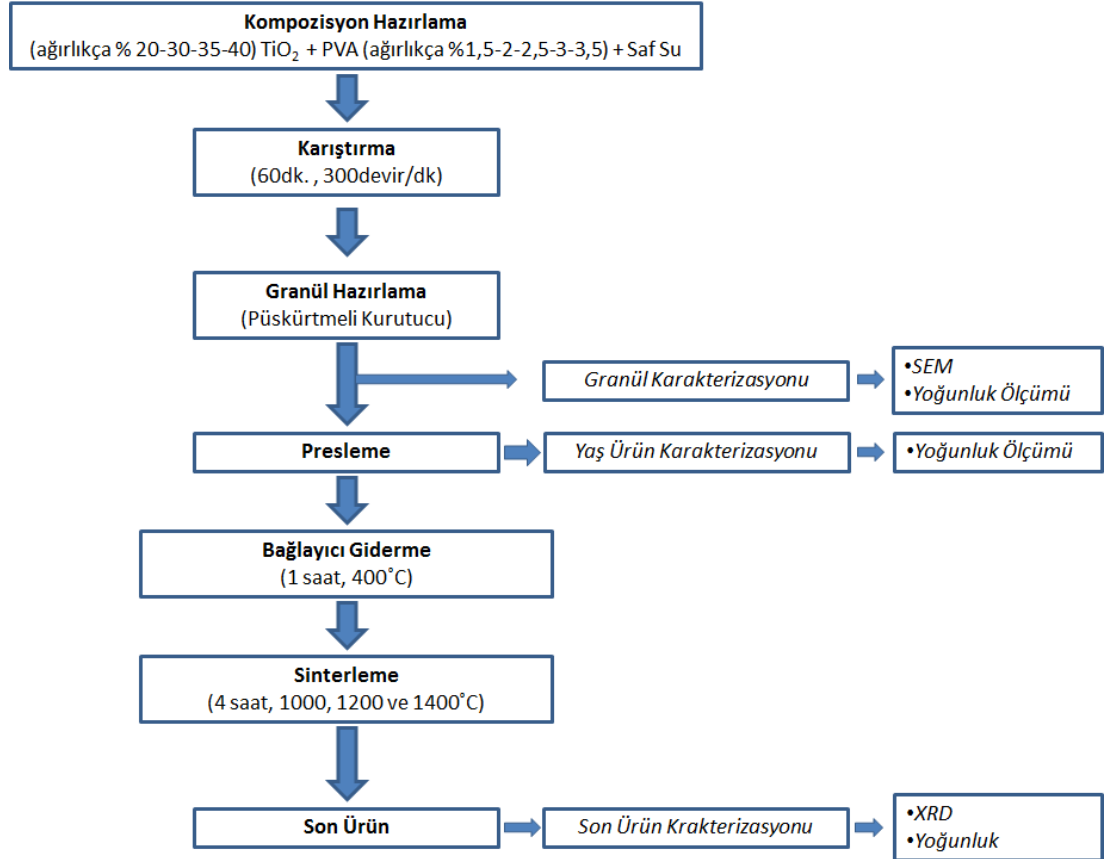 Kompozisyon Hazırlama
(ağırlıkça % 20-30-35-40) TiO₂ + PVA (ağırlıkça %1,5-2-2,5-3-3,5) + Saf Su
Karıştırma
(60dk. , 300devir/dk)
Granül Hazırlama
(Püskürtmeli Kurutucu)
Granül Karakterizasyonu
•SEM
•Yoğunluk Ölçümü
Presleme
Yaş Ürün Karakterizasyonu
•Yoğunluk Ölçümü
Bağlayıcı Giderme
(1 saat, 400˚C)
Sinterleme
(4 saat, 1000, 1200 ve 1400˚C)
Son Ürün
Son Ürün Krakterizasyonu
•XRD
•Yoğunluk